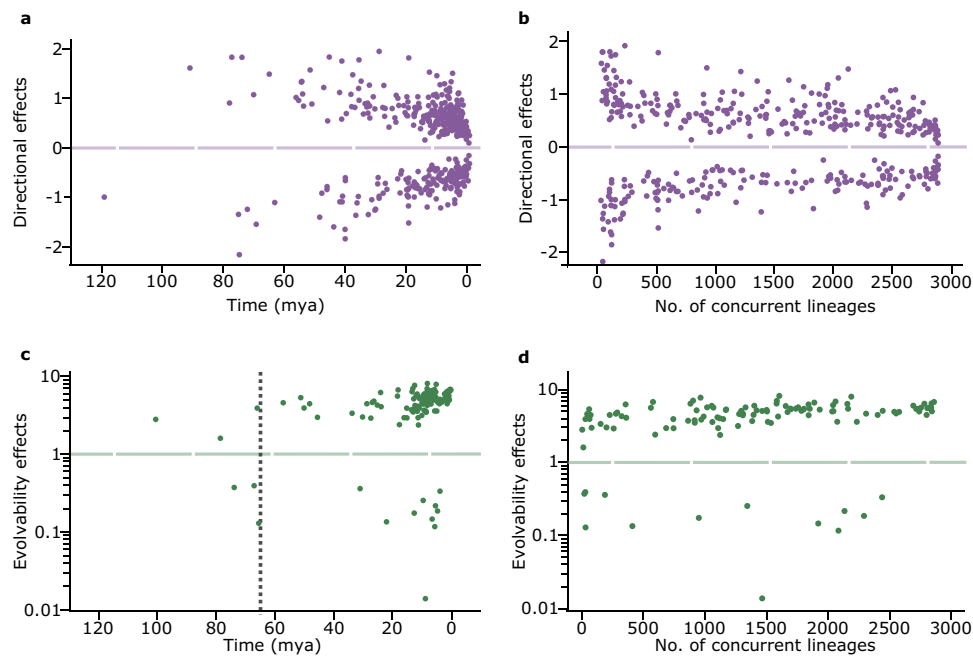 a
Directional effects
2
1
0
-1
-2
120 100 80 60 40 20 0
Time (mya)
b
Directional effects
2
1
0
-1
-2
0 500 1000 1500 2000 2500 3000
No. of concurrent lineages
c
Evolvability effects
10
1
0.1
0.01
120 100 80 60 40 20 0
Time (mya)
d
Evolvability effects
10
1
0.1
0.01
0 500 1000 1500 2000 2500 3000
No. of concurrent lineages